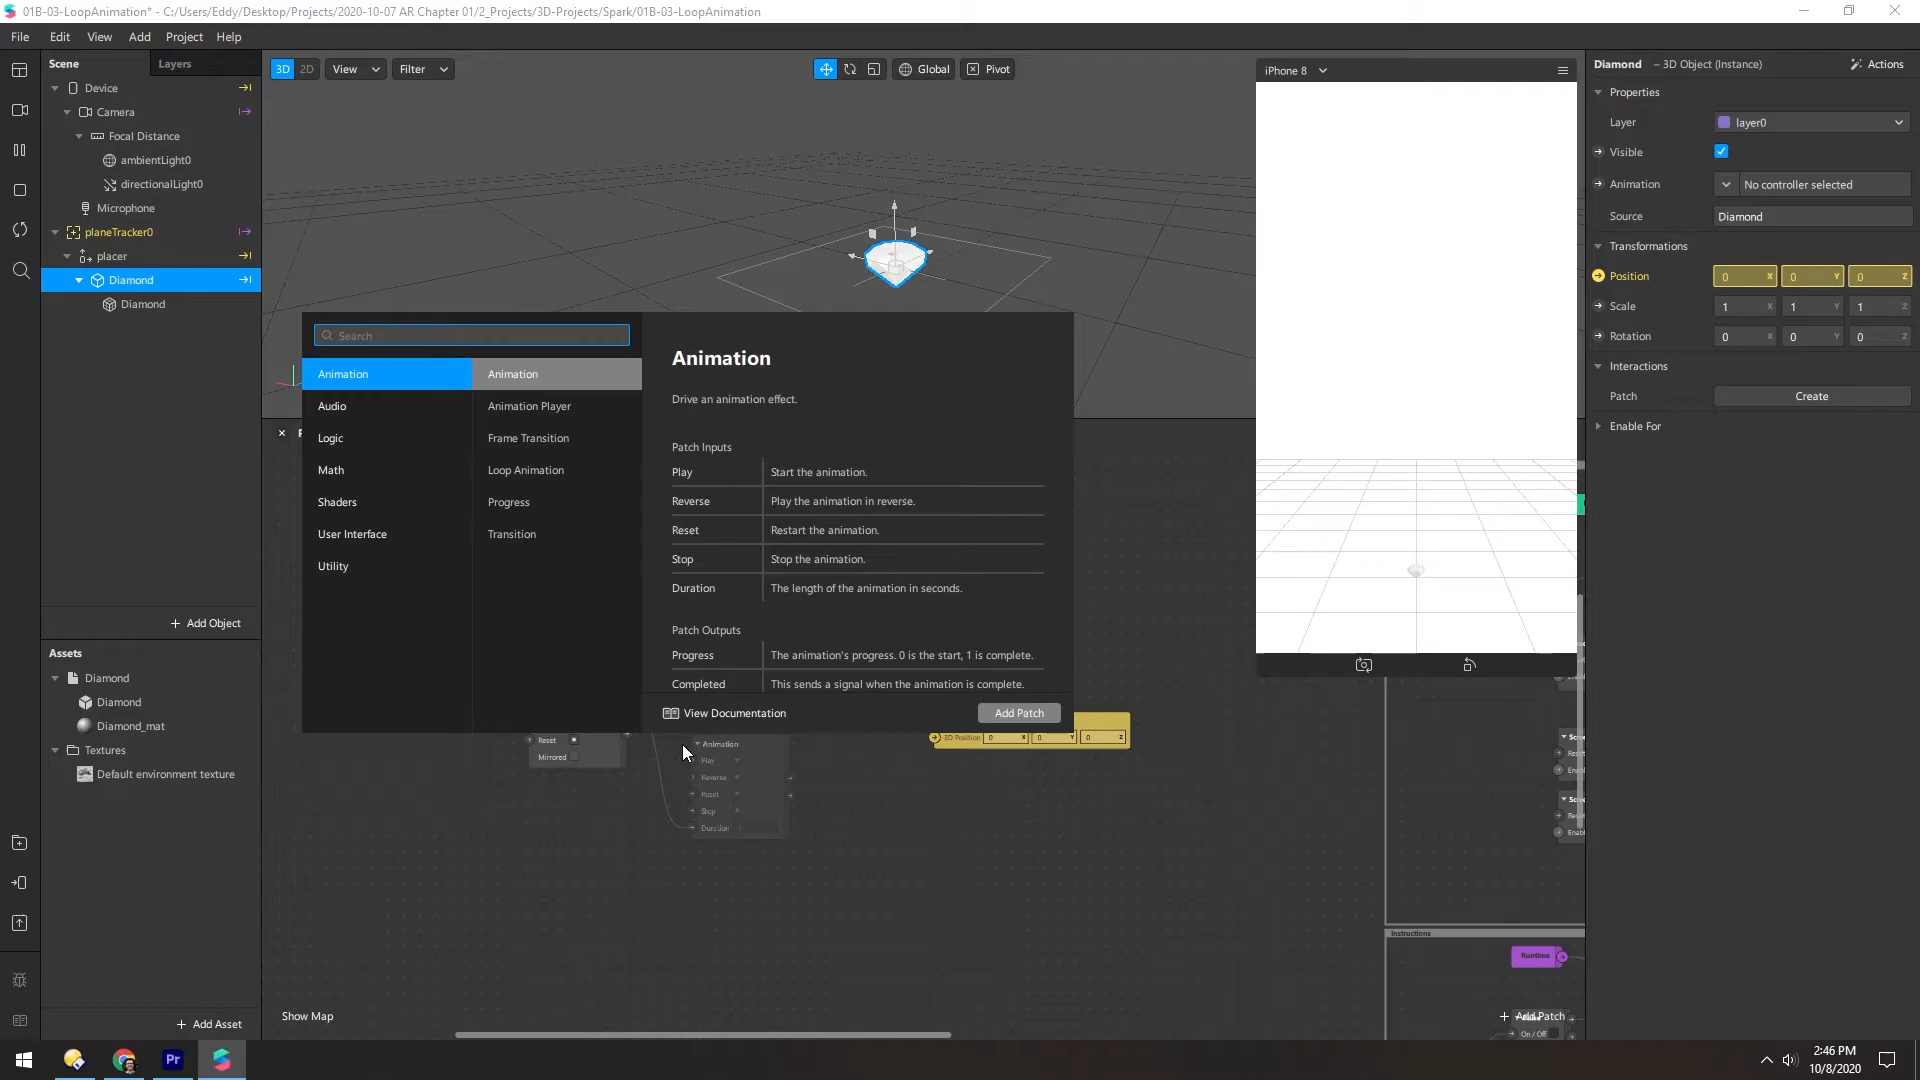 01B-03-LoopAnimation* - C:/Users/Eddy/Desktop/Projects/2020-10-07 AR Chapter 01/2_Projects/3D-Projects/Spark/01B-03-LoopAnimation
File Edit View Add Project Help
Scene Layers
Device
Camera
Focal Distance
ambientLight0
directionalLight0
Microphone
planeTracker0
placer
Diamond
Diamond
+ Add Object
Assets
Diamond
Diamond
Diamond_mat
Textures
Default environment texture
+ Add Asset
3D 2D View Filter
Global Pivot
iPhone 8
Search
Animation
Audio
Logic
Math
Shaders
User Interface
Utility
Animation
Animation Player
Frame Transition
Loop Animation
Progress
Transition
Animation
Drive an animation effect.
Patch Inputs
Play Start the animation.
Reverse Play the animation in reverse.
Reset Restart the animation.
Stop Stop the animation.
Duration The length of the animation in seconds.
Patch Outputs
Progress The animation's progress. 0 is the start, 1 is complete.
Completed This sends a signal when the animation is complete.
View Documentation
Add Patch
Reset
Mirrored
Animation
Play
Reverse
Reset
Stop
Duration
3D Position 0 X 0 Y 0 Z
Instructions
Runtime
+ Add Patch
On / Off
Show Map
Diamond – 3D Object (Instance) Actions
Properties
Layer layer0
Visible
Animation No controller selected
Source Diamond
Transformations
Position 0 X 0 Y 0 Z
Scale 1 X 1 Y 1 Z
Rotation 0 X 0 Y 0 Z
Interactions
Patch Create
Enable For
Pr
2:46 PM
10/8/2020